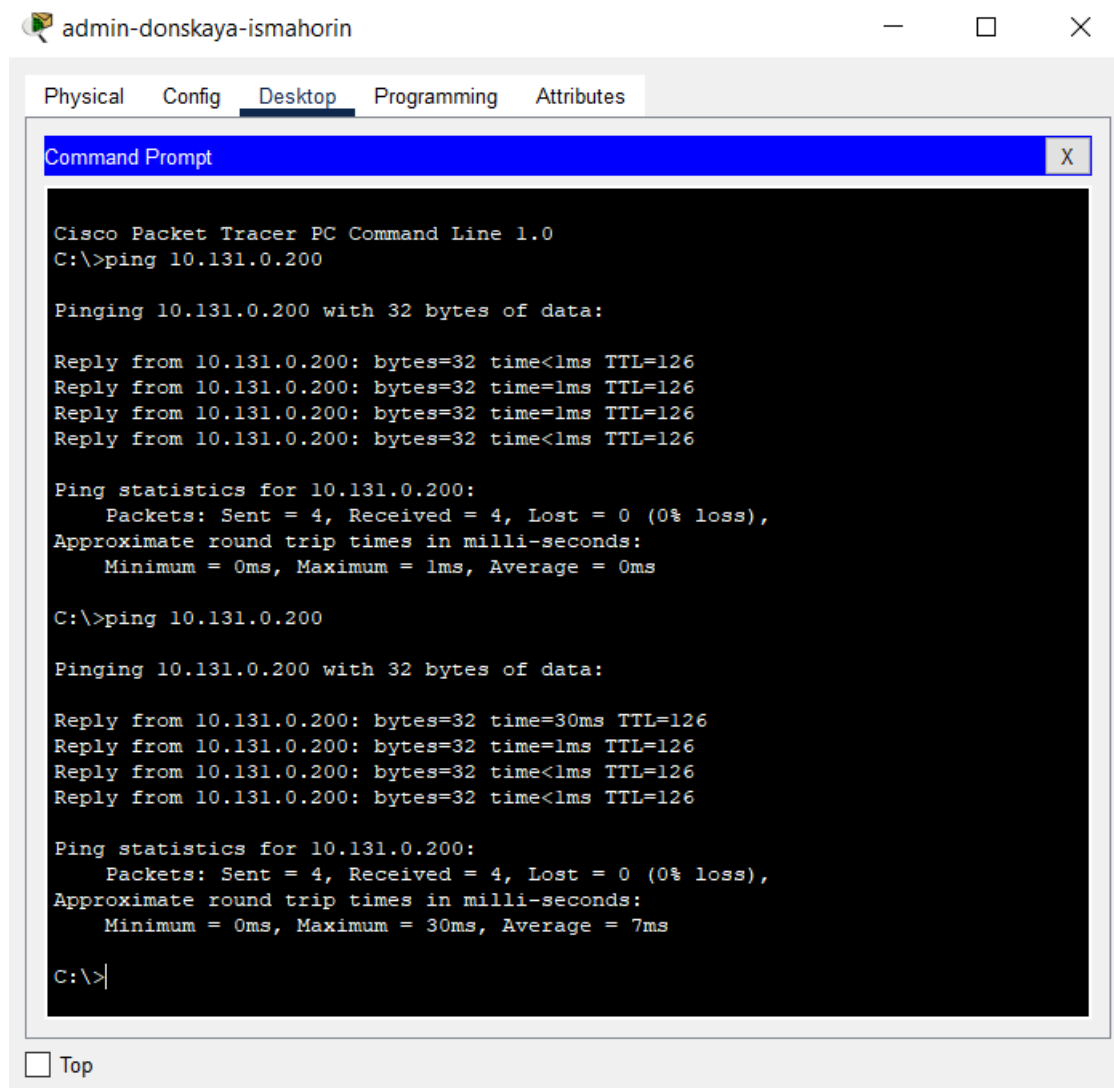 admin-donskaya-ismahorin
Physical Config Desktop Programming Attributes
Command Prompt X
Cisco Packet Tracer PC Command Line 1.0
C:\>ping 10.131.0.200
Pinging 10.131.0.200 with 32 bytes of data:
Reply from 10.131.0.200: bytes=32 time<1ms TTL=126
Reply from 10.131.0.200: bytes=32 time=1ms TTL=126
Reply from 10.131.0.200: bytes=32 time=1ms TTL=126
Reply from 10.131.0.200: bytes=32 time<1ms TTL=126
Ping statistics for 10.131.0.200:
Packets: Sent = 4, Received = 4, Lost = 0 (0% loss),
Approximate round trip times in milli-seconds:
Minimum = 0ms, Maximum = 1ms, Average = 0ms
C:\>ping 10.131.0.200
Pinging 10.131.0.200 with 32 bytes of data:
Reply from 10.131.0.200: bytes=32 time=30ms TTL=126
Reply from 10.131.0.200: bytes=32 time=1ms TTL=126
Reply from 10.131.0.200: bytes=32 time<1ms TTL=126
Reply from 10.131.0.200: bytes=32 time<1ms TTL=126
Ping statistics for 10.131.0.200:
Packets: Sent = 4, Received = 4, Lost = 0 (0% loss),
Approximate round trip times in milli-seconds:
Minimum = 0ms, Maximum = 30ms, Average = 7ms
C:\>
Top